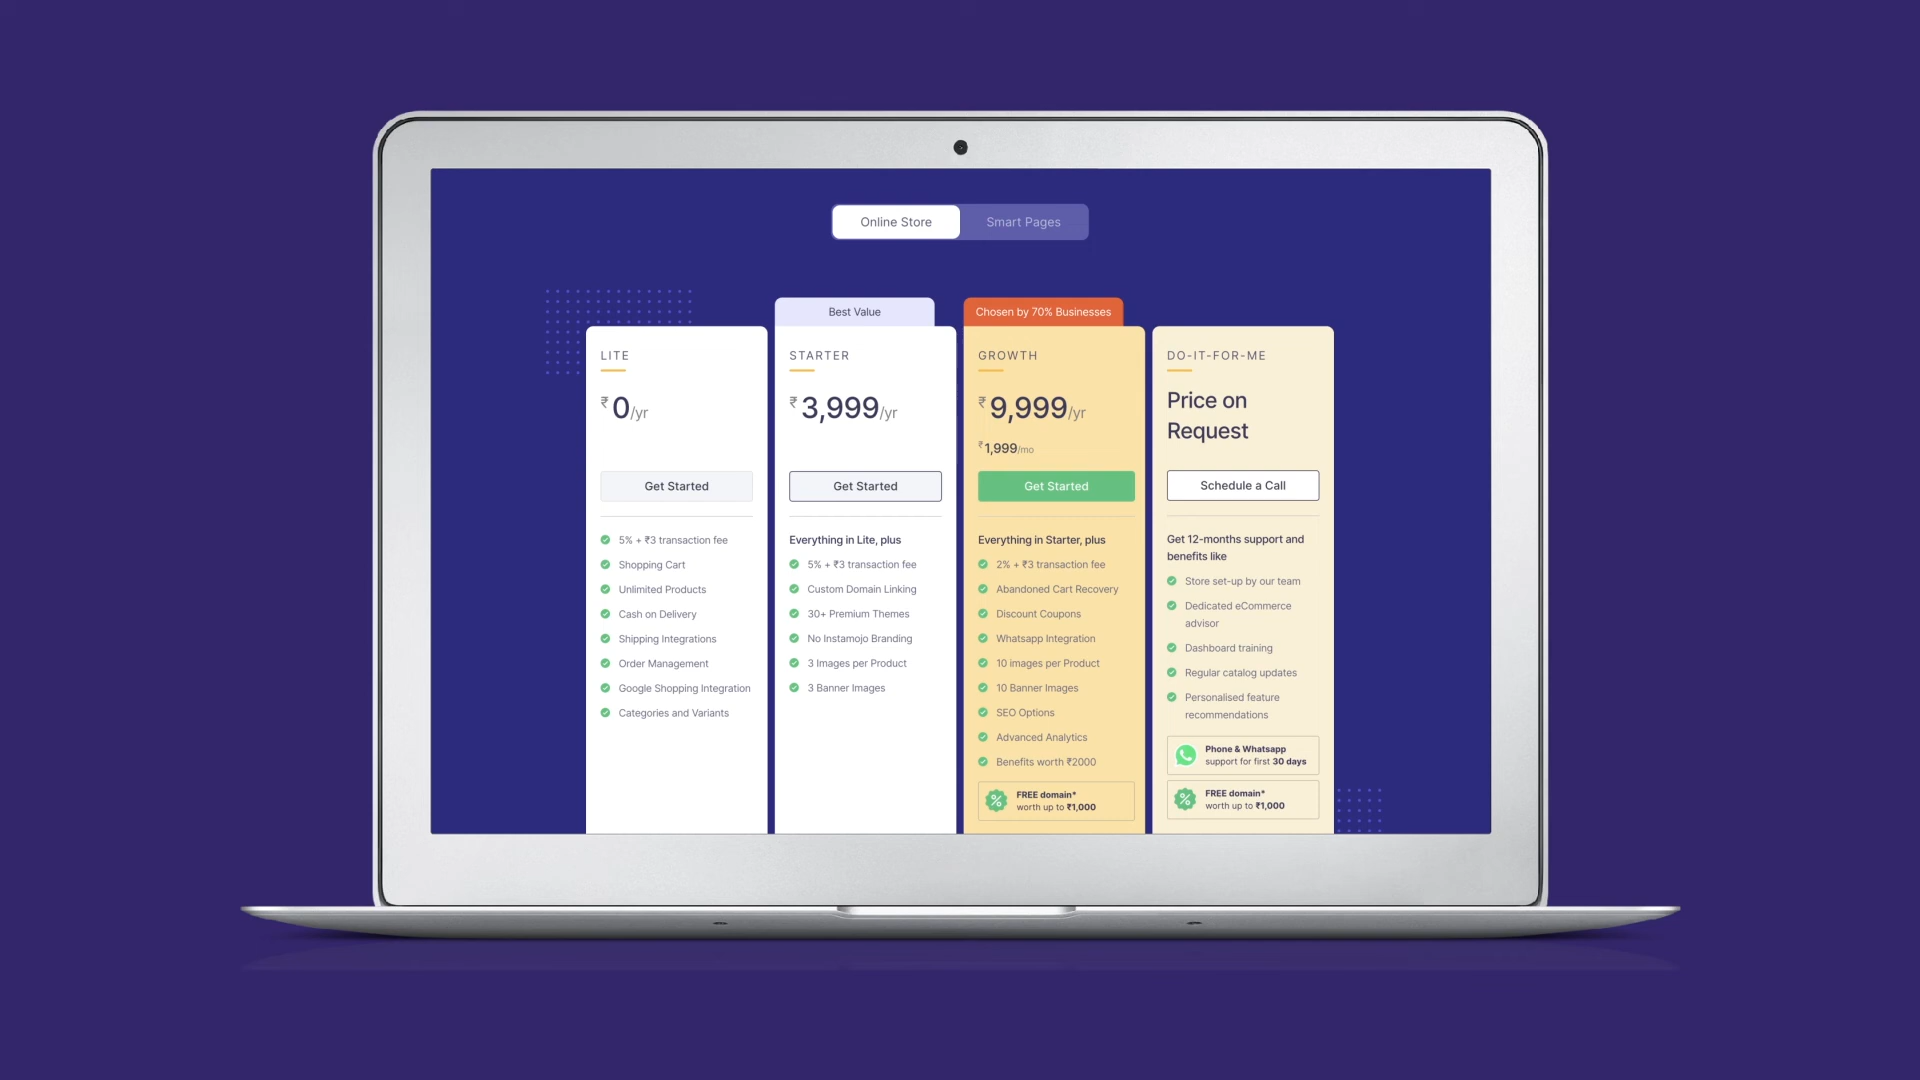 Online Store
Smart Pages
LITE
₹0/yr
Get Started
5% + ₹3 transaction fee
Shopping Cart
Unlimited Products
Cash on Delivery
Shipping Integrations
Order Management
Google Shopping Integration
Categories and Variants
Best Value
STARTER
₹3,999/yr
Get Started
Everything in Lite, plus
5% + ₹3 transaction fee
Custom Domain Linking
30+ Premium Themes
No Instamojo Branding
3 Images per Product
3 Banner Images
Chosen by 70% Businesses
GROWTH
₹9,999/yr
₹1,999/mo
Get Started
Everything in Starter, plus
2% + ₹3 transaction fee
Abandoned Cart Recovery
Discount Coupons
Whatsapp Integration
10 images per Product
10 Banner Images
SEO Options
Advanced Analytics
Benefits worth ₹2000
FREE domain*
worth up to ₹1,000
DO-IT-FOR-ME
Price on
Request
Schedule a Call
Get 12-months support and
benefits like
Store set-up by our team
Dedicated eCommerce
advisor
Dashboard training
Regular catalog updates
Personalised feature
recommendations
Phone & Whatsapp
support for first 30 days
FREE domain*
worth up to ₹1,000